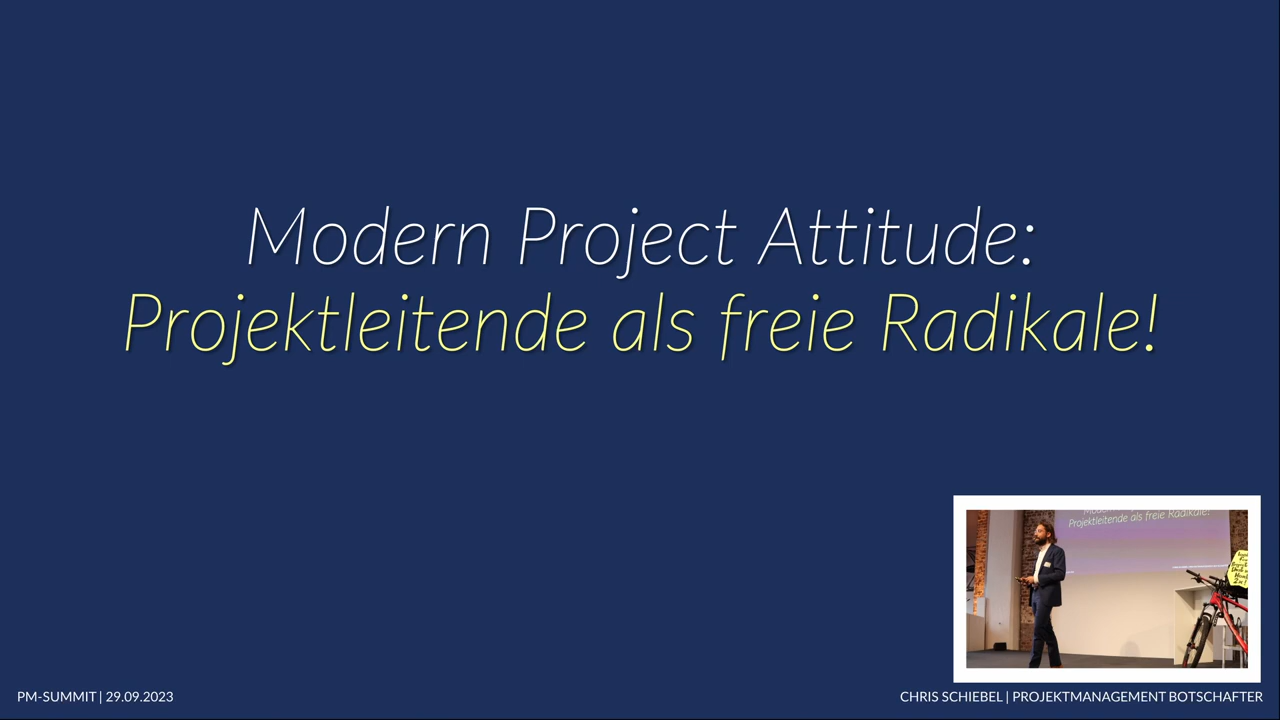 Modern Project Attitude:
Projektleitende als freie Radikale!
Projektleitende als freie Radikale!
PM-SUMMIT | 29.09.2023
CHRIS SCHIEBEL | PROJEKTMANAGEMENT BOTSCHAFTER